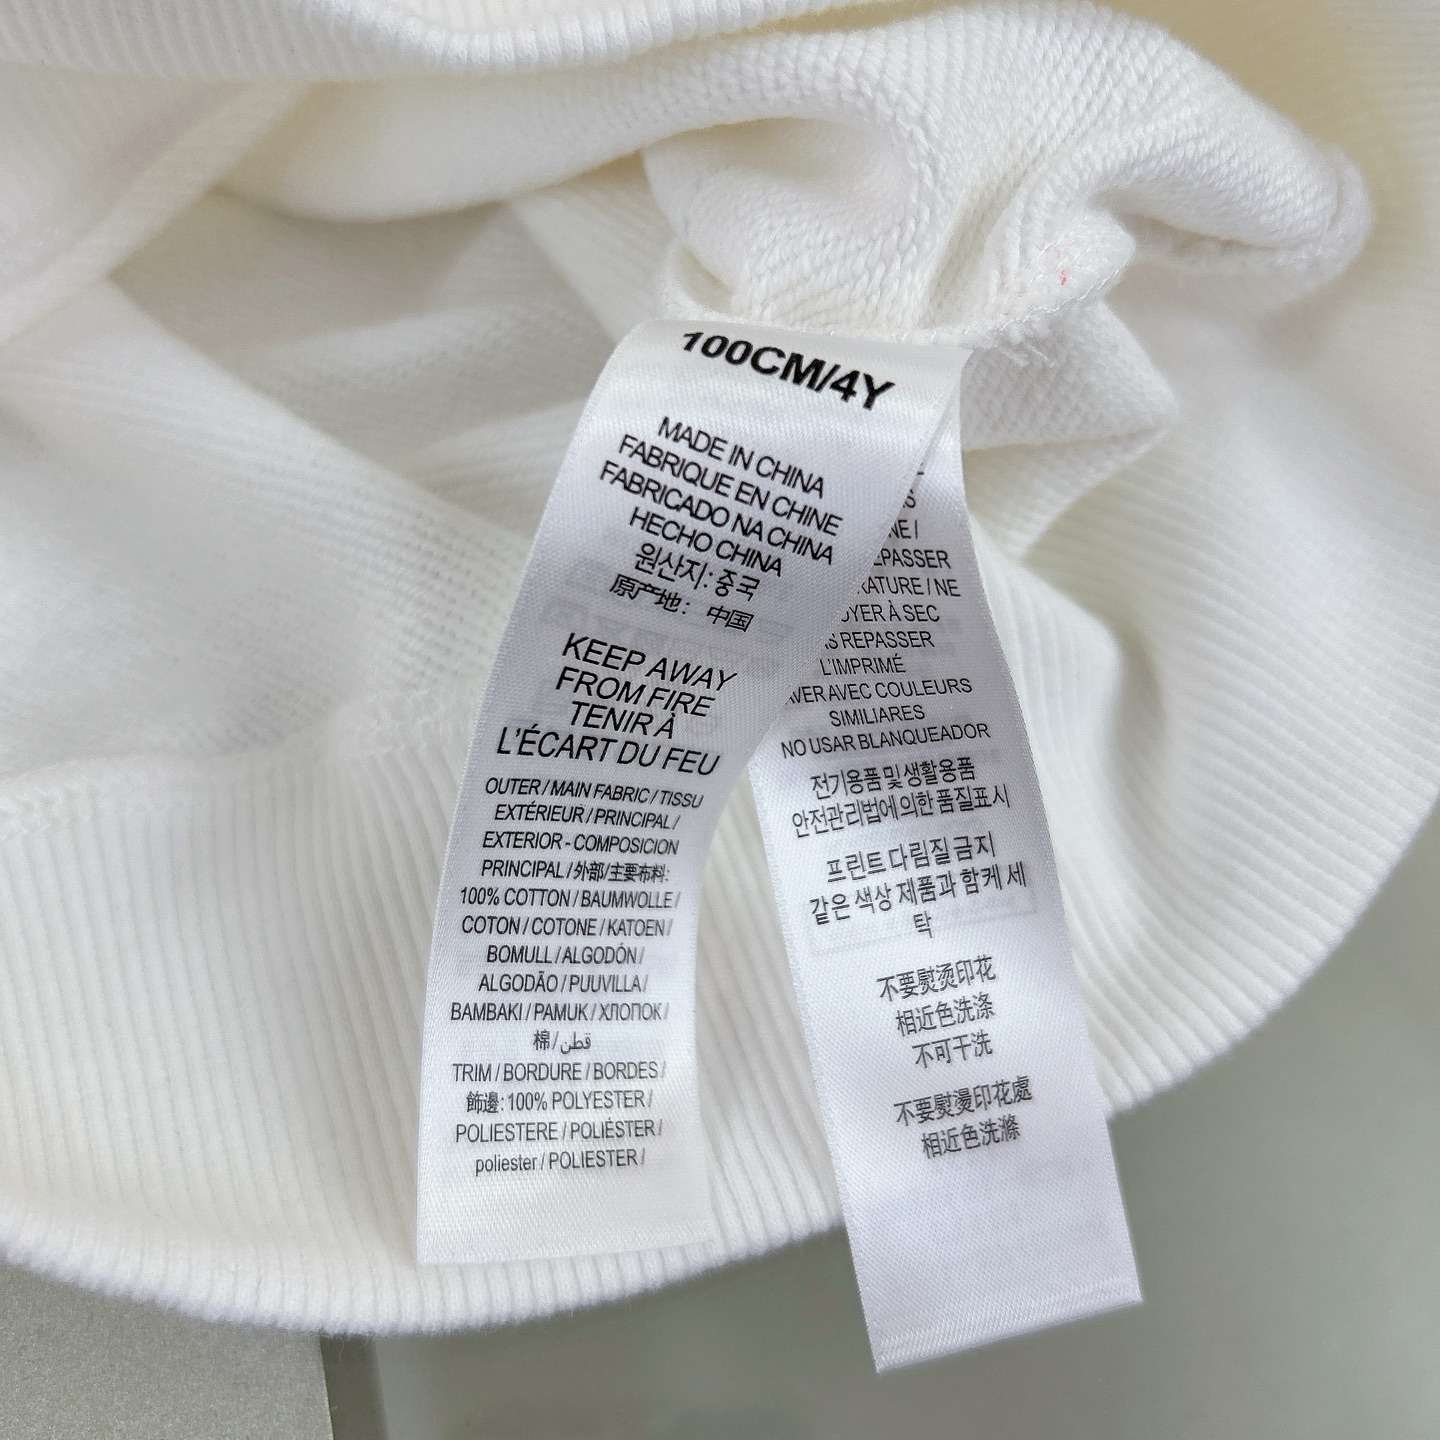 100CM/4Y
MADE IN CHINA
FABRIQUE EN CHINE
FABRICADO NA CHINA
HECHO CHINA
원산지: 중국
原产地: 中国
KEEP AWAY
FROM FIRE
TENIR À
L'ÉCART DU FEU
OUTER / MAIN FABRIC / TISSU
EXTÉRIEUR / PRINCIPAL /
EXTERIOR - COMPOSICION
PRINCIPAL / 外部/主要布料:
100% COTTON / BAUMWOLLE /
COTON / COTONE / KATOEN /
BOMULL / ALGODÓN /
ALGODÃO / PUUVILLA /
BAMBAKI / PAMUK / ХЛОПОК /
棉 / قطن
TRIM / BORDURE / BORDES /
飾邊: 100% POLYESTER /
POLIESTERE / POLIÉSTER /
poliester / POLIESTER /
NE /
EPASSER
RATURE / NE
OYER À SEC
REPASSER
L'IMPRIMÉ
AVEC COULEURS
SIMILIARES
NO USAR BLANQUEADOR
전기용품 및 생활용품
안전관리법에 의한 품질표시
프린트 다림질 금지
같은 색상 제품과 함께 세
탁
不要熨烫印花
相近色洗涤
不可干洗
不要熨燙印花處
相近色洗滌